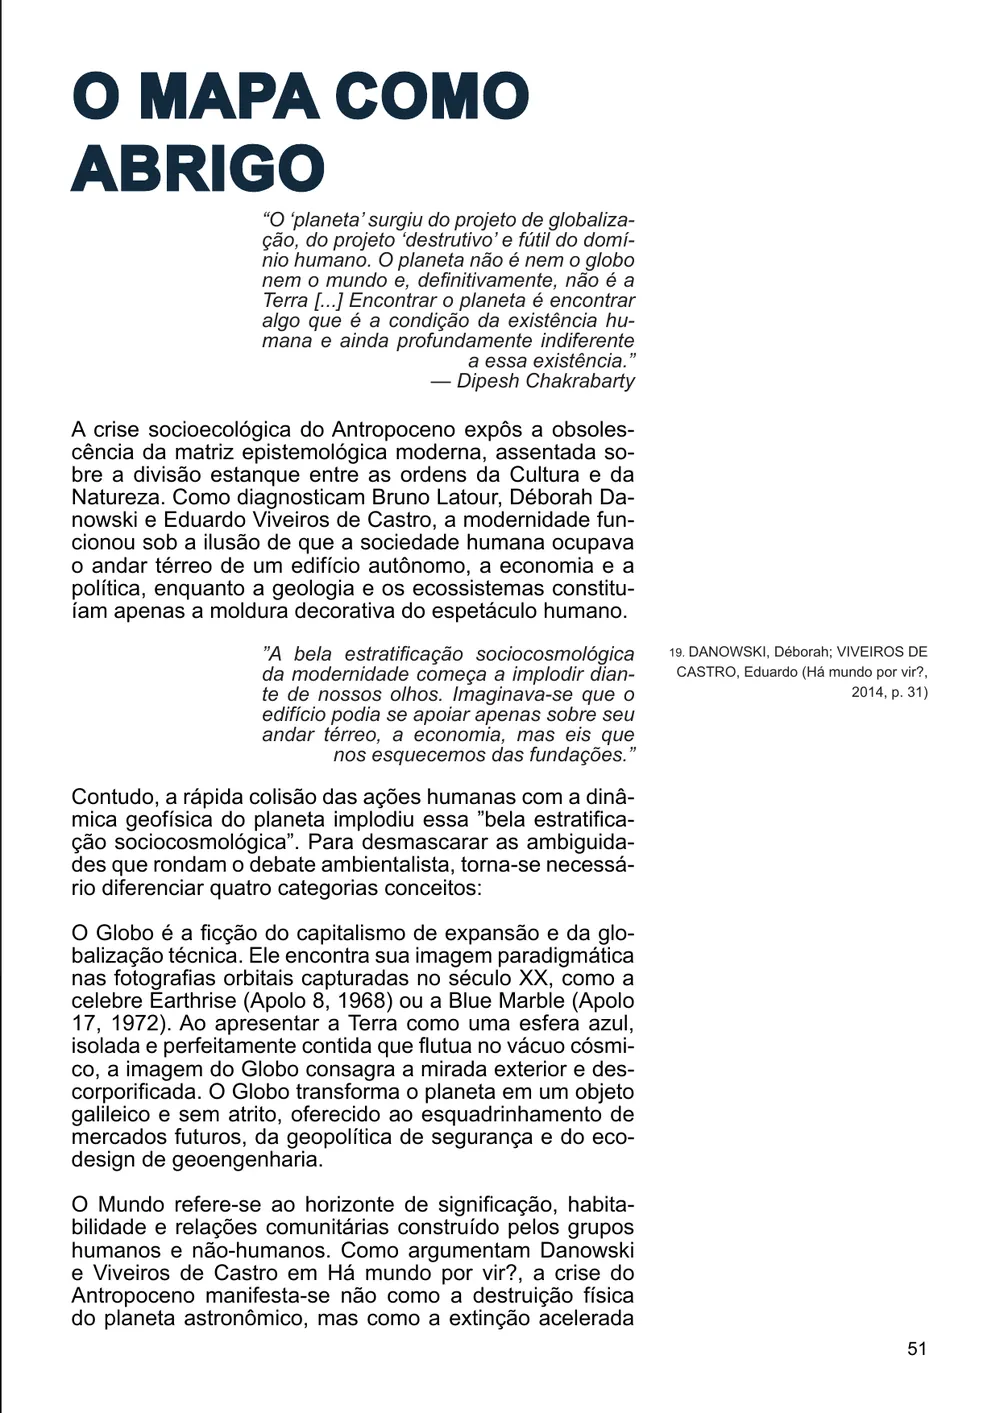 O MAPA COMO
ABRIGO
“O ‘planeta’ surgiu do projeto de globaliza-
ção, do projeto ‘destrutivo’ e fútil do domí-
nio humano. O planeta não é nem o globo
nem o mundo e, definitivamente, não é a
Terra [...] Encontrar o planeta é encontrar
algo que é a condição da existência hu-
mana e ainda profundamente indiferente
a essa existência.”
— Dipesh Chakrabarty
A crise socioecológica do Antropoceno expôs a obsoles-
cência da matriz epistemológica moderna, assentada so-
bre a divisão estanque entre as ordens da Cultura e da
Natureza. Como diagnosticam Bruno Latour, Déborah Da-
nowski e Eduardo Viveiros de Castro, a modernidade fun-
cionou sob a ilusão de que a sociedade humana ocupava
o andar térreo de um edifício autônomo, a economia e a
política, enquanto a geologia e os ecossistemas constitu-
íam apenas a moldura decorativa do espetáculo humano.
”A bela estratificação sociocosmológica
da modernidade começa a implodir dian-
te de nossos olhos. Imaginava-se que o
edifício podia se apoiar apenas sobre seu
andar térreo, a economia, mas eis que
nos esquecemos das fundações.”
19. DANOWSKI, Déborah; VIVEIROS DE
CASTRO, Eduardo (Há mundo por vir?,
2014, p. 31)
Contudo, a rápida colisão das ações humanas com a dinâ-
mica geofísica do planeta implodiu essa ”bela estratifica-
ção sociocosmológica”. Para desmascarar as ambiguida-
des que rondam o debate ambientalista, torna-se necessá-
rio diferenciar quatro categorias conceitos:
O Globo é a ficção do capitalismo de expansão e da glo-
balização técnica. Ele encontra sua imagem paradigmática
nas fotografias orbitais capturadas no século XX, como a
celebre Earthrise (Apolo 8, 1968) ou a Blue Marble (Apolo
17, 1972). Ao apresentar a Terra como uma esfera azul,
isolada e perfeitamente contida que flutua no vácuo cósmi-
co, a imagem do Globo consagra a mirada exterior e des-
corporificada. O Globo transforma o planeta em um objeto
galileico e sem atrito, oferecido ao esquadrinhamento de
mercados futuros, da geopolítica de segurança e do eco-
design de geoengenharia.
O Mundo refere-se ao horizonte de significação, habita-
bilidade e relações comunitárias construído pelos grupos
humanos e não-humanos. Como argumentam Danowski
e Viveiros de Castro em Há mundo por vir?, a crise do
Antropoceno manifesta-se não como a destruição física
do planeta astronômico, mas como a extinção acelerada
51